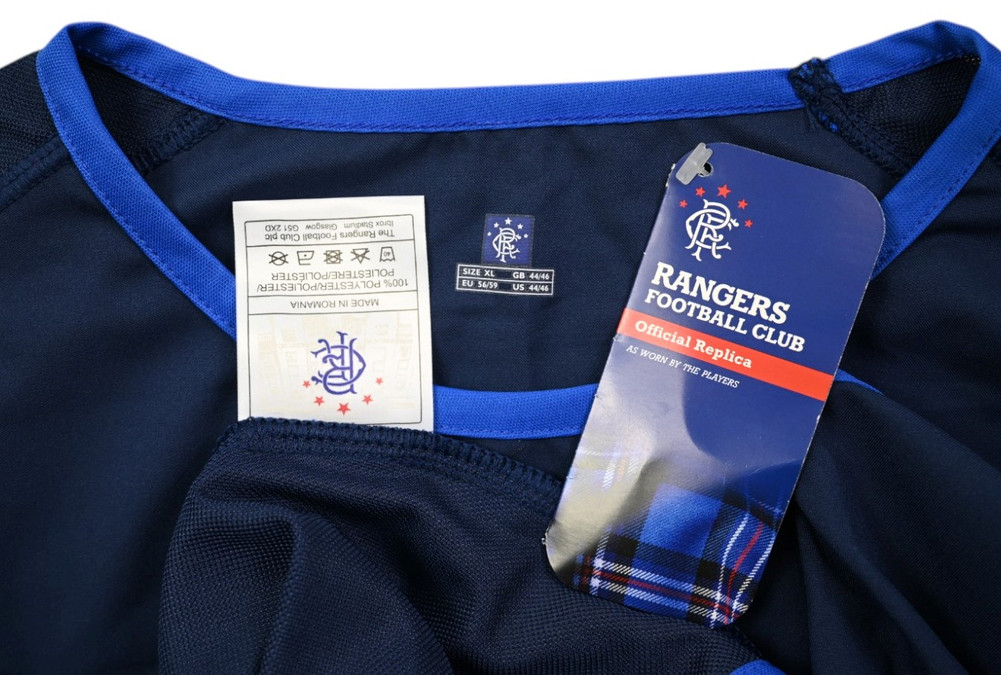 The Rangers Football Club plc
Ibrox Stadium Glasgow G51 2XD
40
100% POLYESTER/POLIESTER/
POLIESTERE/POLIÉSTER
MADE IN ROMANIA
SIZE XL GB 44/46
EU 56/59 US 44/46
RANGERS
FOOTBALL CLUB
Official Replica
AS WORN BY THE PLAYERS